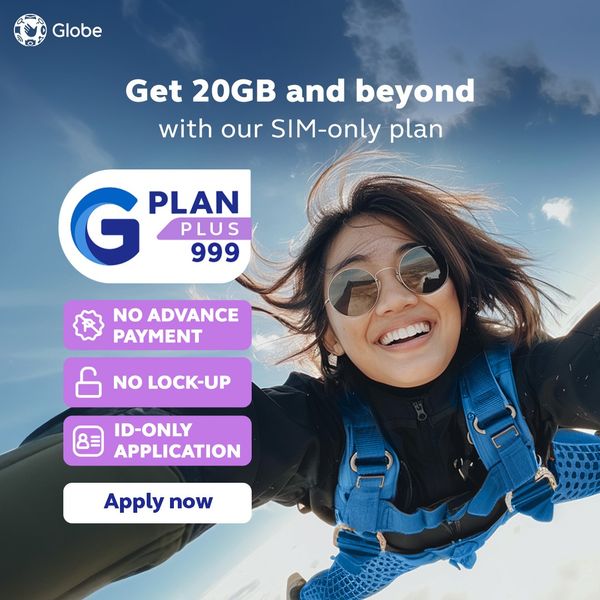 Globe
Get 20GB and beyond
with our SIM-only plan
G PLAN
PLUS
999
NO ADVANCE
PAYMENT
NO LOCK-UP
ID-ONLY
APPLICATION
Apply now